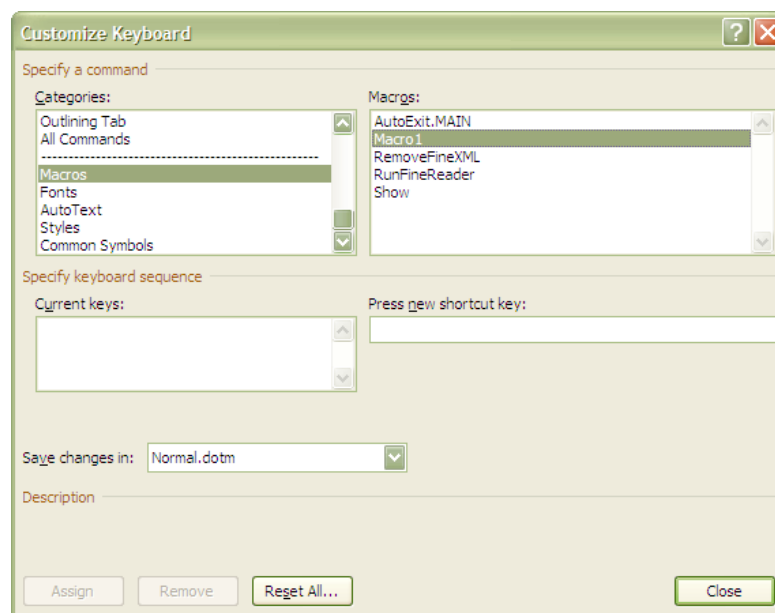 Customize Keyboard
Specify a command
Categories:
Macros:
Outlining Tab
All Commands
Macros
Fonts
AutoText
Styles
Common Symbols
AutoExit.MAIN
Macro1
RemoveFineXML
RunFineReader
Show
Specify keyboard sequence
Current keys:
Press new shortcut key:
Save changes in: Normal.dotm
Description
Assign Remove Reset All... Close